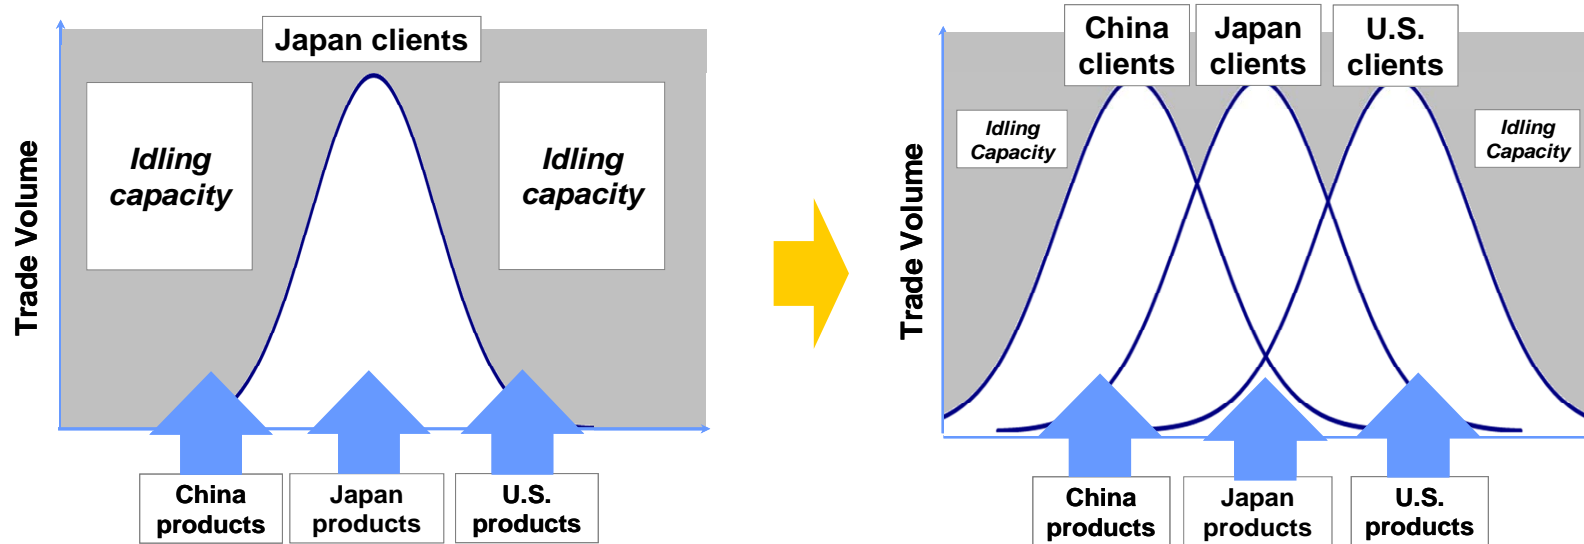 Japan clients
Idling
capacity
Idling
capacity
Trade Volume
China
products
Japan
products
U.S.
products
China
clients
Japan
clients
U.S.
clients
Idling
Capacity
Idling
Capacity
Trade Volume
China
products
Japan
products
U.S.
products